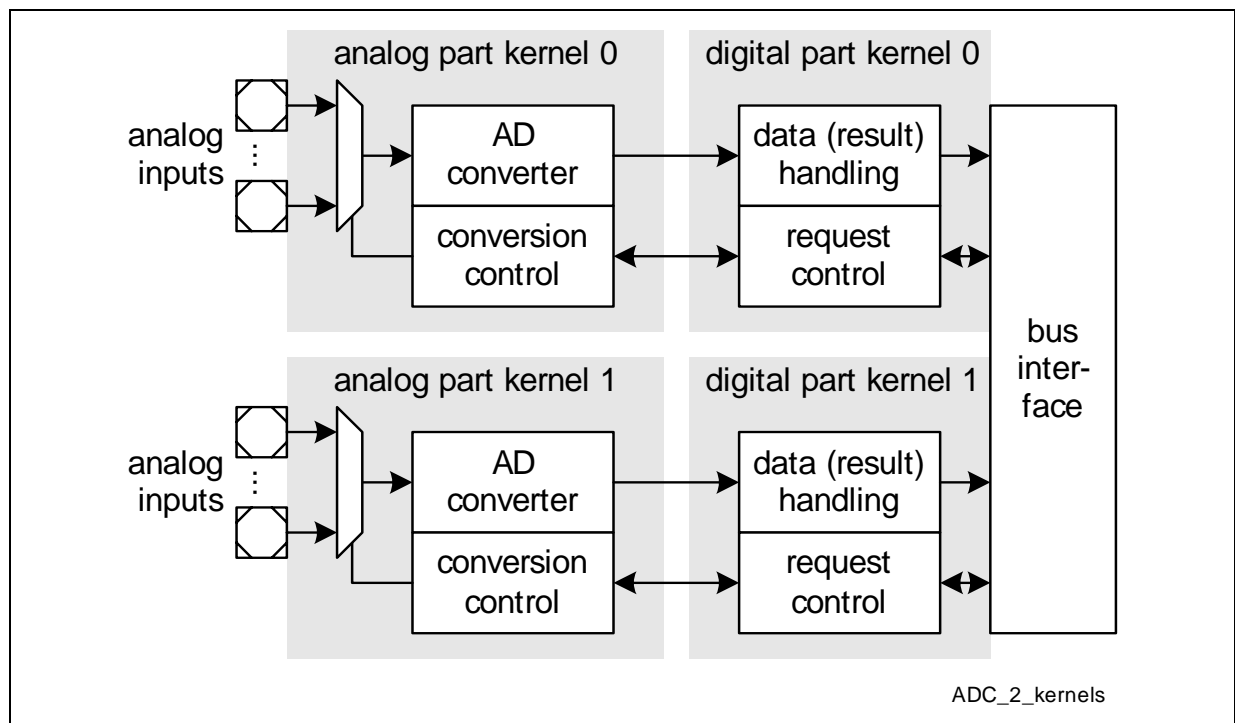 analog part kernel 0
digital part kernel 0
analog
inputs
AD
converter
conversion
control
data (result)
handling
request
control
bus
inter-
face
analog part kernel 1
digital part kernel 1
analog
inputs
AD
converter
conversion
control
data (result)
handling
request
control
ADC_2_kernels